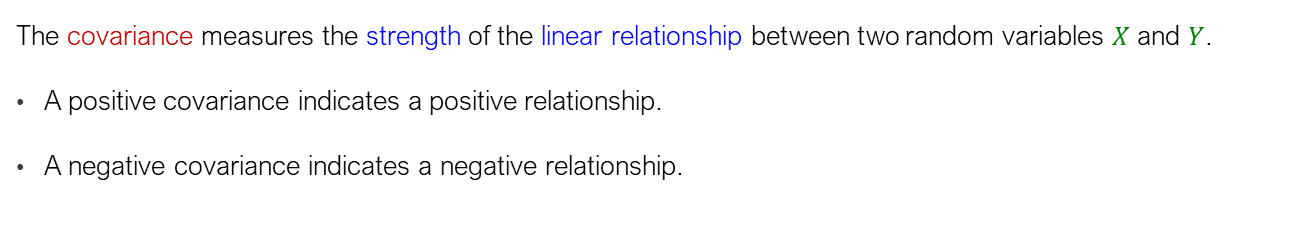 The covariance measures the strength of the linear relationship between two random variables X and Y.
• A positive covariance indicates a positive relationship.
• A negative covariance indicates a negative relationship.